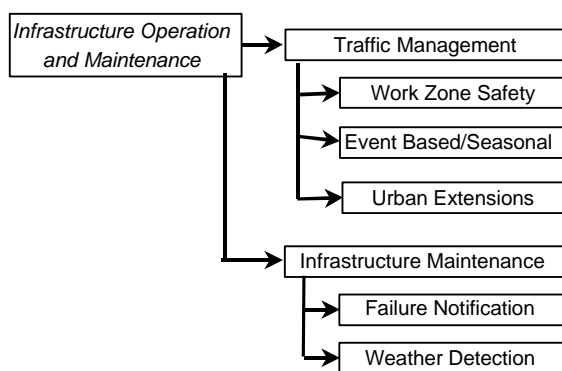 Infrastructure Operation
and Maintenance
Traffic Management
Work Zone Safety
Event Based/Seasonal
Urban Extensions
Infrastructure Maintenance
Failure Notification
Weather Detection